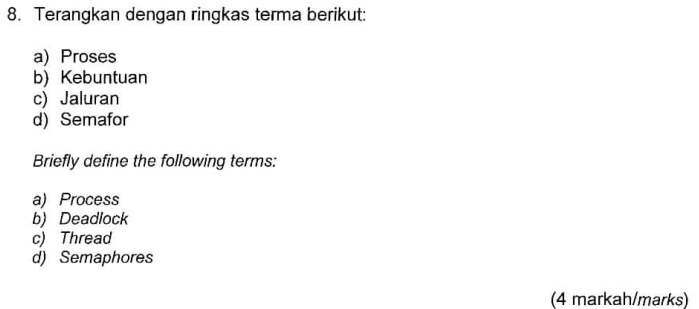 8. Terangkan dengan ringkas terma berikut:
a) Proses
b) Kebuntuan
c) Jaluran
d) Semafor
Briefly define the following terms:
a) Process
b) Deadlock
c) Thread
d) Semaphores
(4 markah/marks)